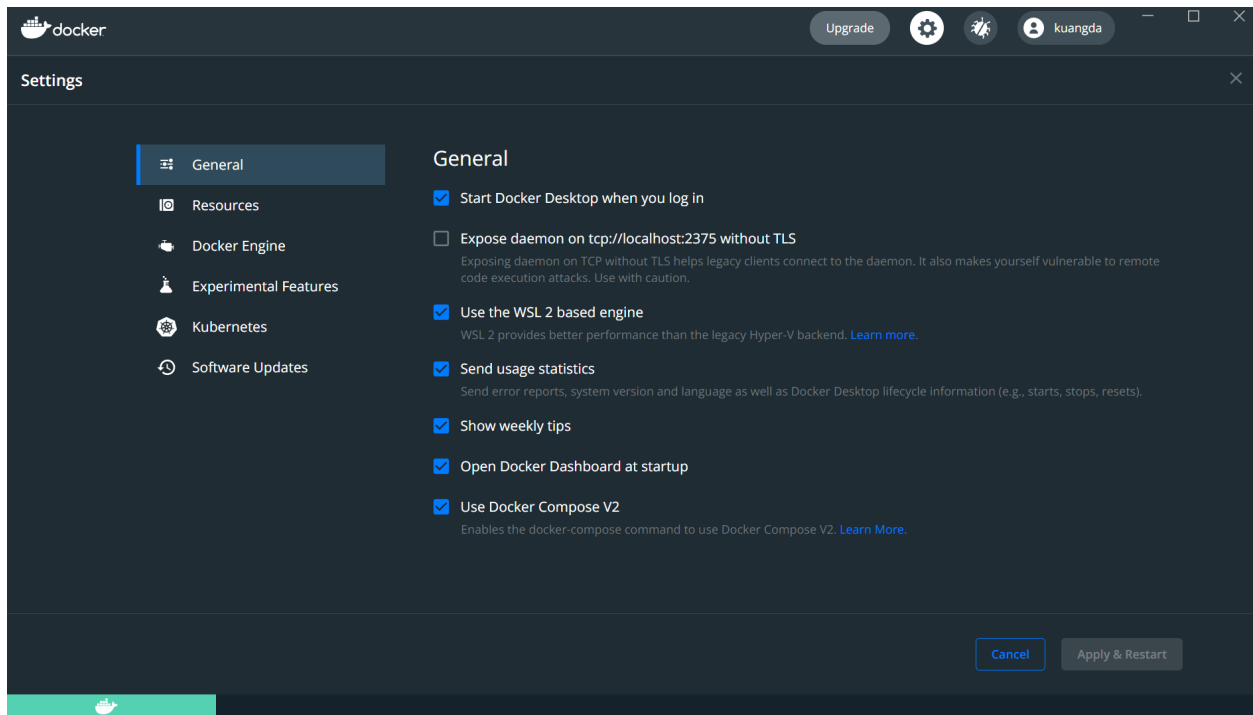 docker
Upgrade
kuangda
Settings
General
Resources
Docker Engine
Experimental Features
Kubernetes
Software Updates
General
Start Docker Desktop when you log in
Expose daemon on tcp://localhost:2375 without TLS
Exposing daemon on TCP without TLS helps legacy clients connect to the daemon. It also makes yourself vulnerable to remote
code execution attacks. Use with caution.
Use the WSL 2 based engine
WSL 2 provides better performance than the legacy Hyper-V backend. Learn more.
Send usage statistics
Send error reports, system version and language as well as Docker Desktop lifecycle information (e.g., starts, stops, resets).
Show weekly tips
Open Docker Dashboard at startup
Use Docker Compose V2
Enables the docker-compose command to use Docker Compose V2. Learn More.
Cancel
Apply & Restart